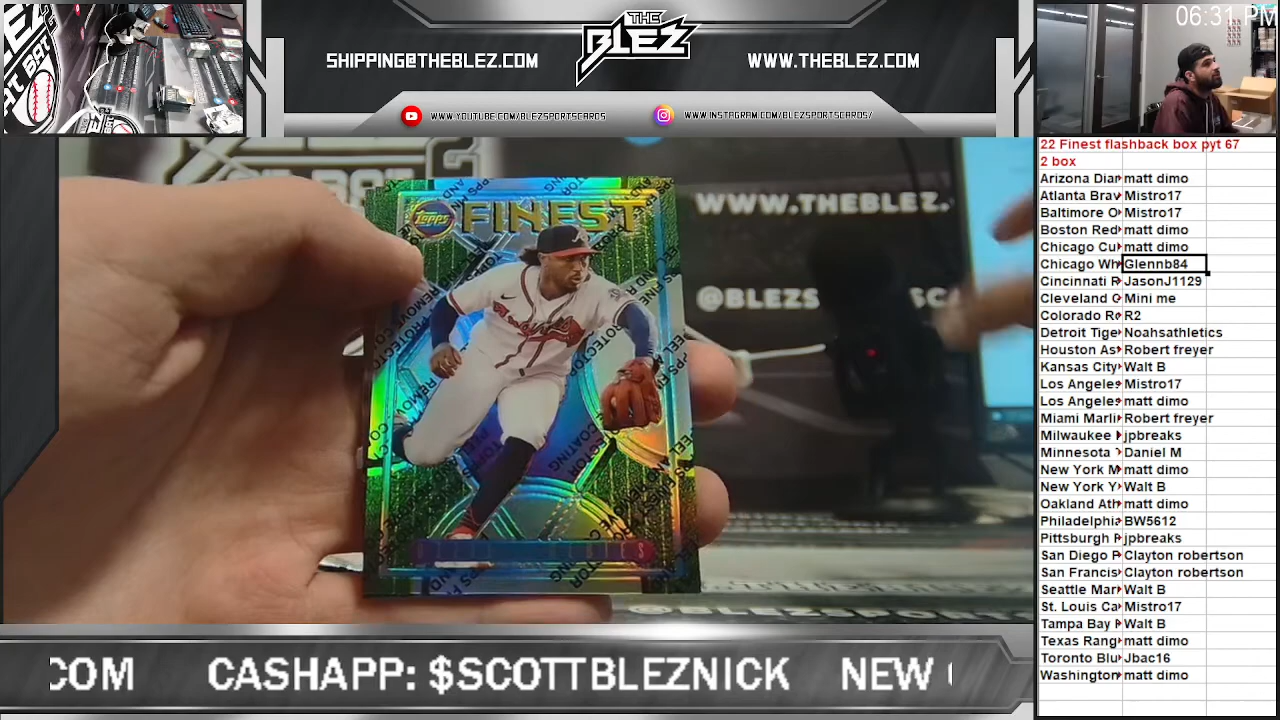 06:31 PM
THE
BLEZ
SHIPPING@THEBLEZ.COM
WWW.THEBLEZ.COM
WWW.YOUTUBE.COM/BLEZSPORTSCARDS
WWW.INSTAGRAM.COM/BLEZSPORTSCARDS/
22 Finest flashback box pyt 67
2 box
Arizona Diar matt dimo
Atlanta Brav Mistro17
Baltimore O Mistro17
Boston Red matt dimo
Chicago Cu matt dimo
Chicago Wh Glennb84
Cincinnati R JasonJ1129
Cleveland G Mini me
Colorado Ro R2
Detroit Tige Noahsathletics
Houston As Robert freyer
Kansas City Walt B
Los Angeles Mistro17
Los Angeles matt dimo
Miami Marli Robert freyer
Milwaukee jpbreaks
Minnesota Daniel M
New York M matt dimo
New York Y Walt B
Oakland Ath matt dimo
Philadelphia BW5612
Pittsburgh P jpbreaks
San Diego P Clayton robertson
San Francis Clayton robertson
Seattle Mar Walt B
St. Louis Ca Mistro17
Tampa Bay Walt B
Texas Rang matt dimo
Toronto Blu Jbac16
Washington matt dimo
WWW.THEBLEZ.
@BLEZS
Topps
FINEST
Braves
COM
CASHAPP: $SCOTTBLEZNICK
NEW